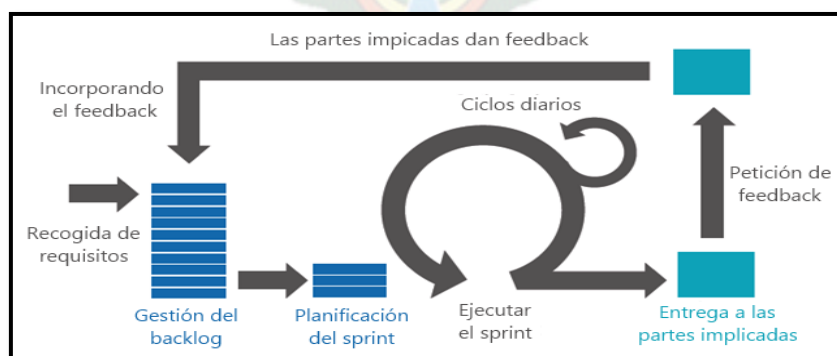 Las partes impicadas dan feedback
Incorporando
el feedback
Ciclos diarios
Petición de
feedback
Recogida de
requisitos
Gestión del
backlog
Planificación
del sprint
Ejecutar
el sprint
Entrega a las
partes implicadas